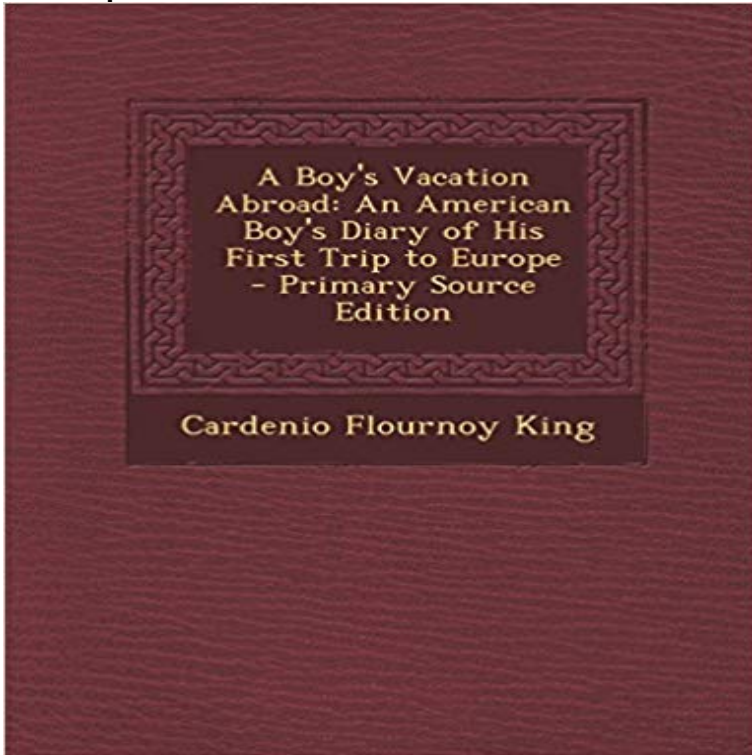 A Boy's Vacation
Abroad: An American
Boy's Diary of His
First Trip to Europe
- Primary Source
Edition
Cardenio Flournoy King